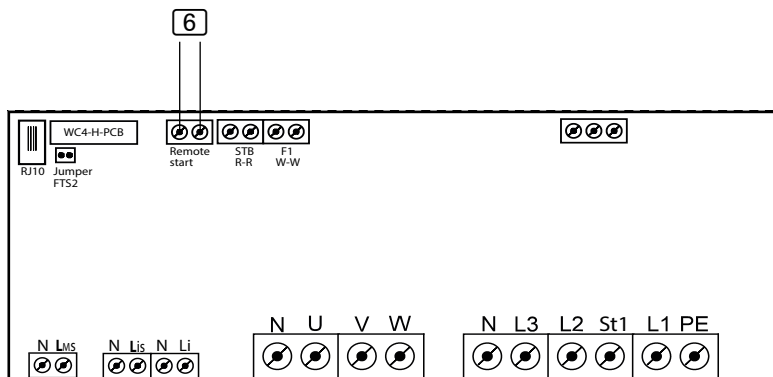 6
WC4-H-PCB
RJ10
Jumper
FTS2
Remote
start
STB
R-R
F1
W-W
N LMS
N LiS N Li
N U V W
N L3 L2 St1 L1 PE